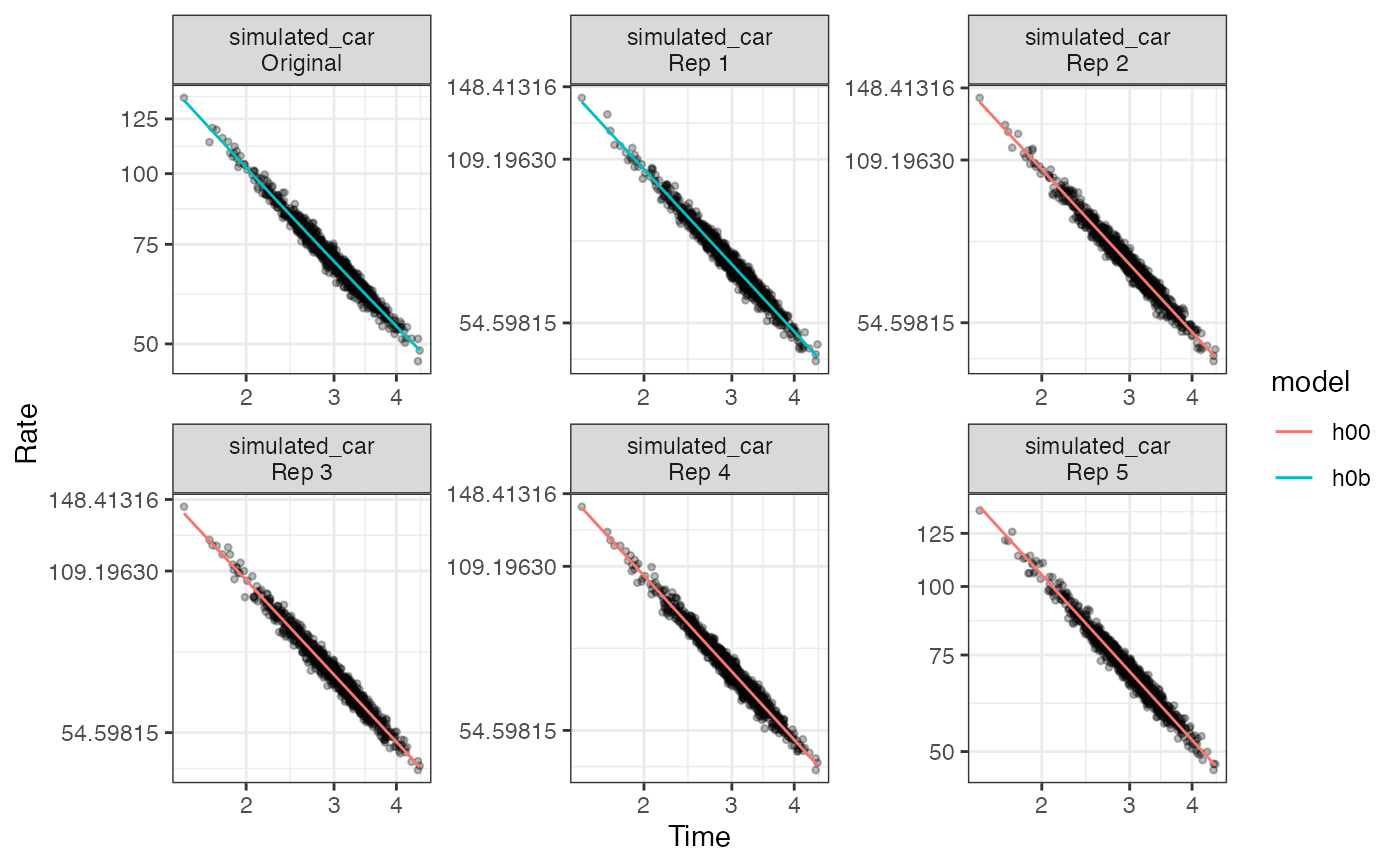 simulated_car
Original
simulated_car
Rep 1
simulated_car
Rep 2
125
100
75
50
2
3
4
148.41316
109.19630
54.59815
2
3
4
148.41316
109.19630
54.59815
2
3
4
simulated_car
Rep 3
simulated_car
Rep 4
simulated_car
Rep 5
148.41316
109.19630
54.59815
2
3
4
148.41316
109.19630
54.59815
2
3
4
125
100
75
50
2
3
4
Rate
Time
model
h00
h0b